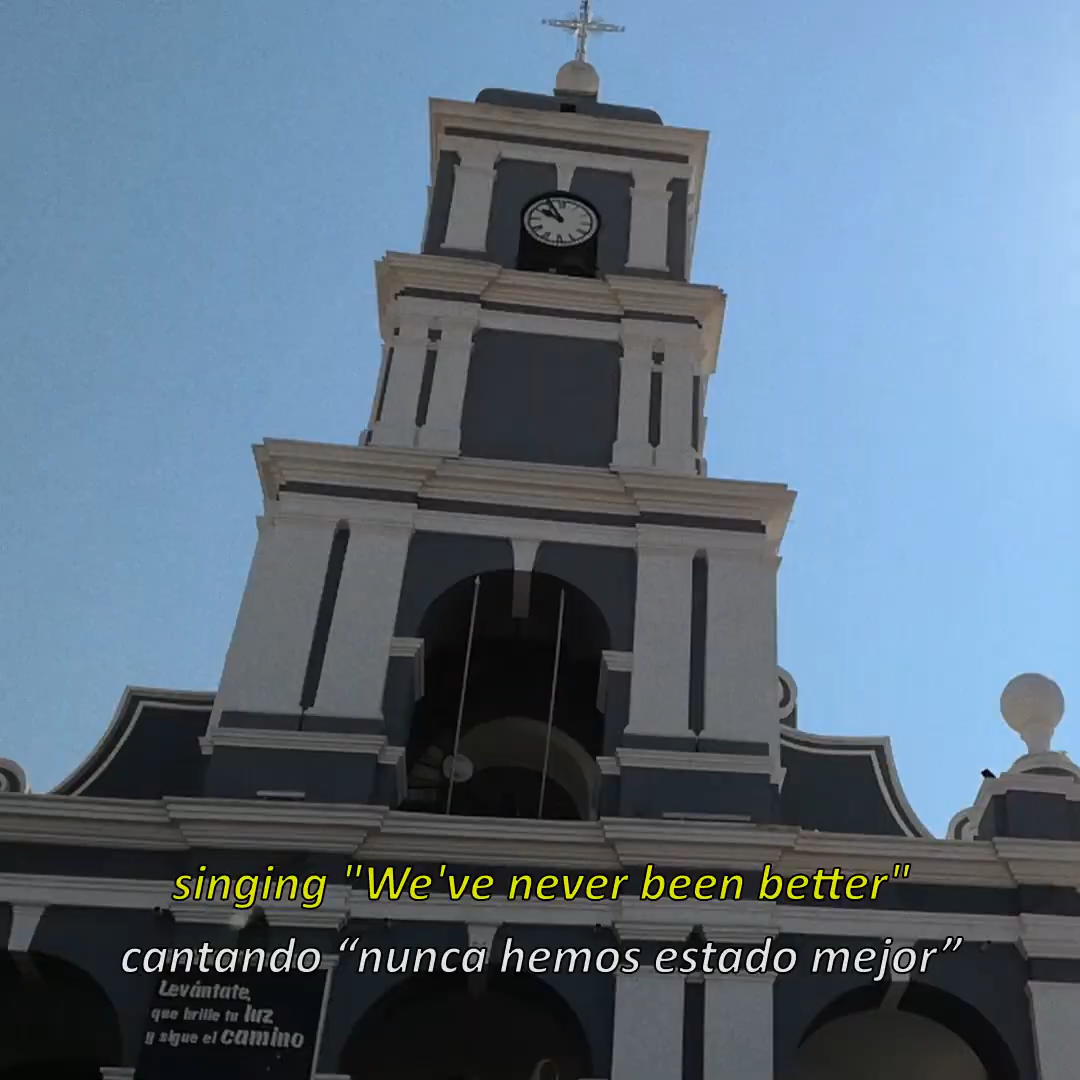 singing "We've never been better"
cantando “nunca hemos estado mejor”
Levántate,
que brille tu luz
y sigue el camino